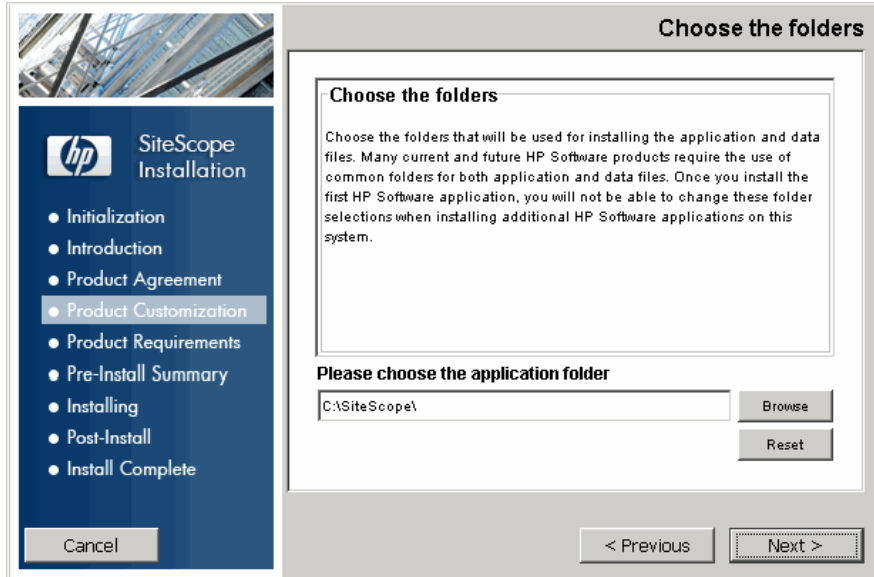 Choose the folders
hp
SiteScope
Installation
Initialization
Introduction
Product Agreement
Product Customization
Product Requirements
Pre-Install Summary
Installing
Post-Install
Install Complete
Cancel
Choose the folders
Choose the folders that will be used for installing the application and data
files. Many current and future HP Software products require the use of
common folders for both application and data files. Once you install the
first HP Software application, you will not be able to change these folder
selections when installing additional HP Software applications on this
system.
Please choose the application folder
C:\SiteScope\
Browse
Reset
< Previous
Next >